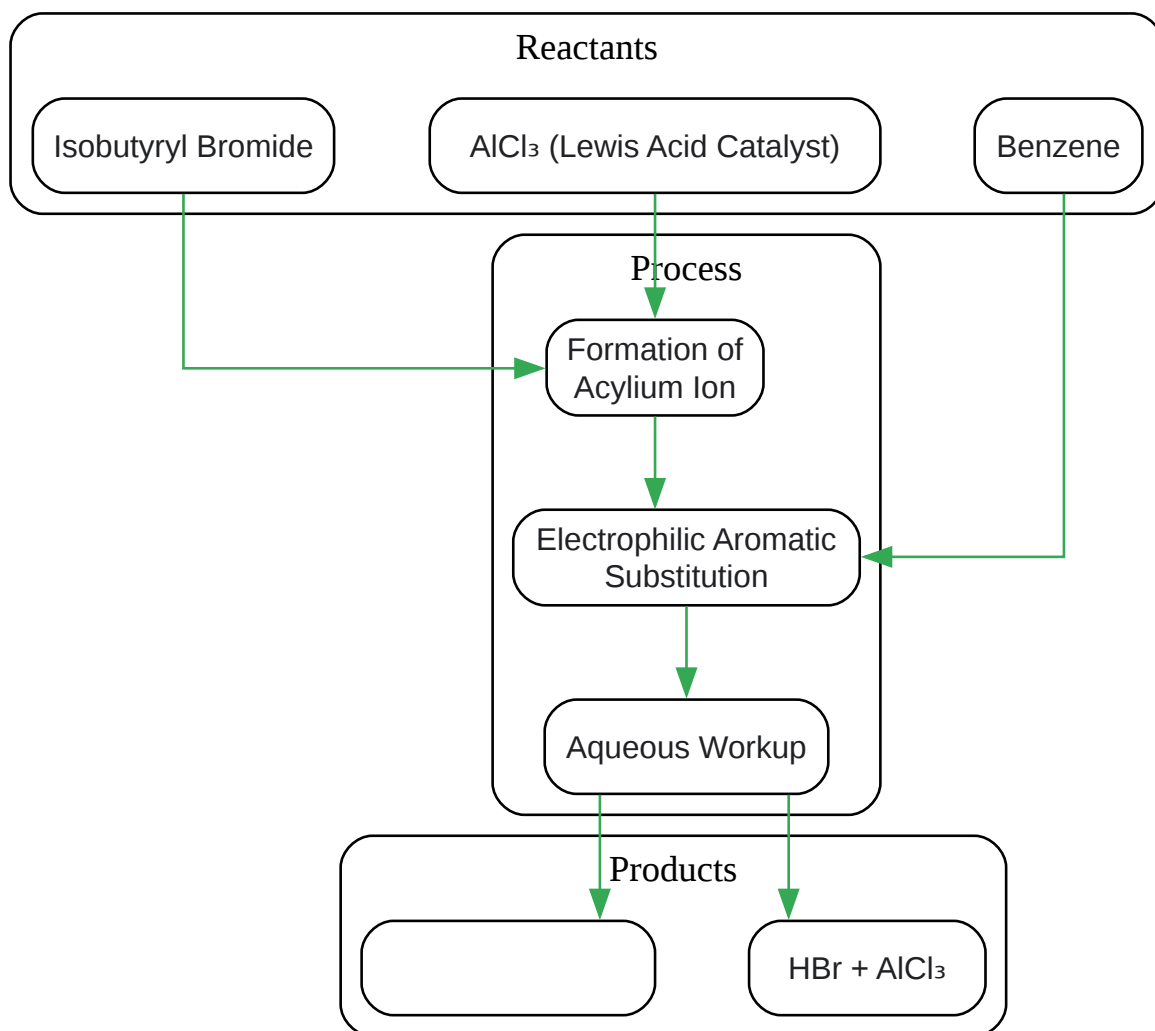 Reactants
Isobutyryl Bromide
AlCl₃ (Lewis Acid Catalyst)
Benzene
Process
Formation of
Acylium Ion
Electrophilic Aromatic
Substitution
Aqueous Workup
Products
HBr + AlCl₃